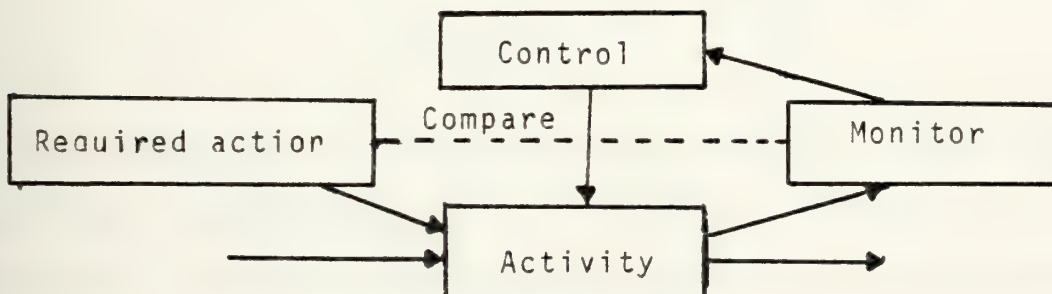 Control
Compare
Required action
Monitor
Activity